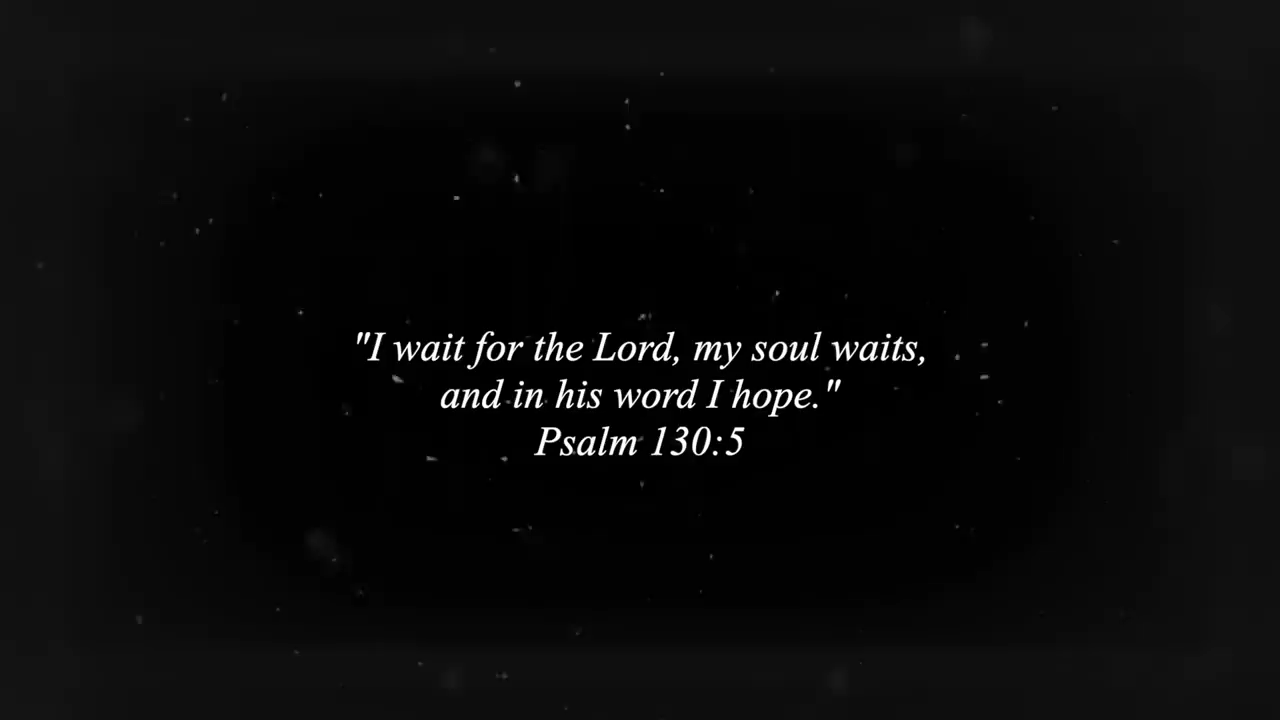 "I wait for the Lord, my soul waits,
and in his word I hope."
Psalm 130:5